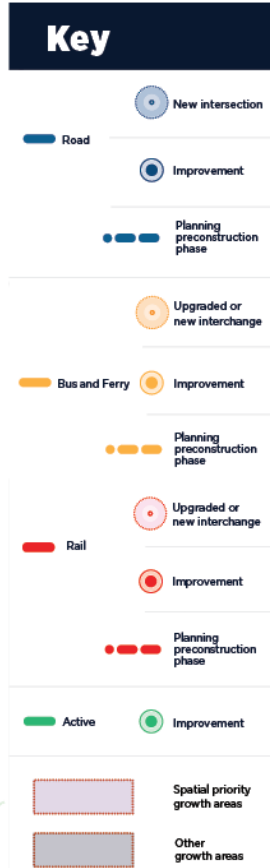 Key
New intersection
Road
Improvement
Planning
preconstruction
phase
Upgraded or
new interchange
Bus and Ferry
Improvement
Planning
preconstruction
phase
Upgraded or
new interchange
Rail
Improvement
Planning
preconstruction
phase
Active
Improvement
Spatial priority
growth areas
Other
growth areas